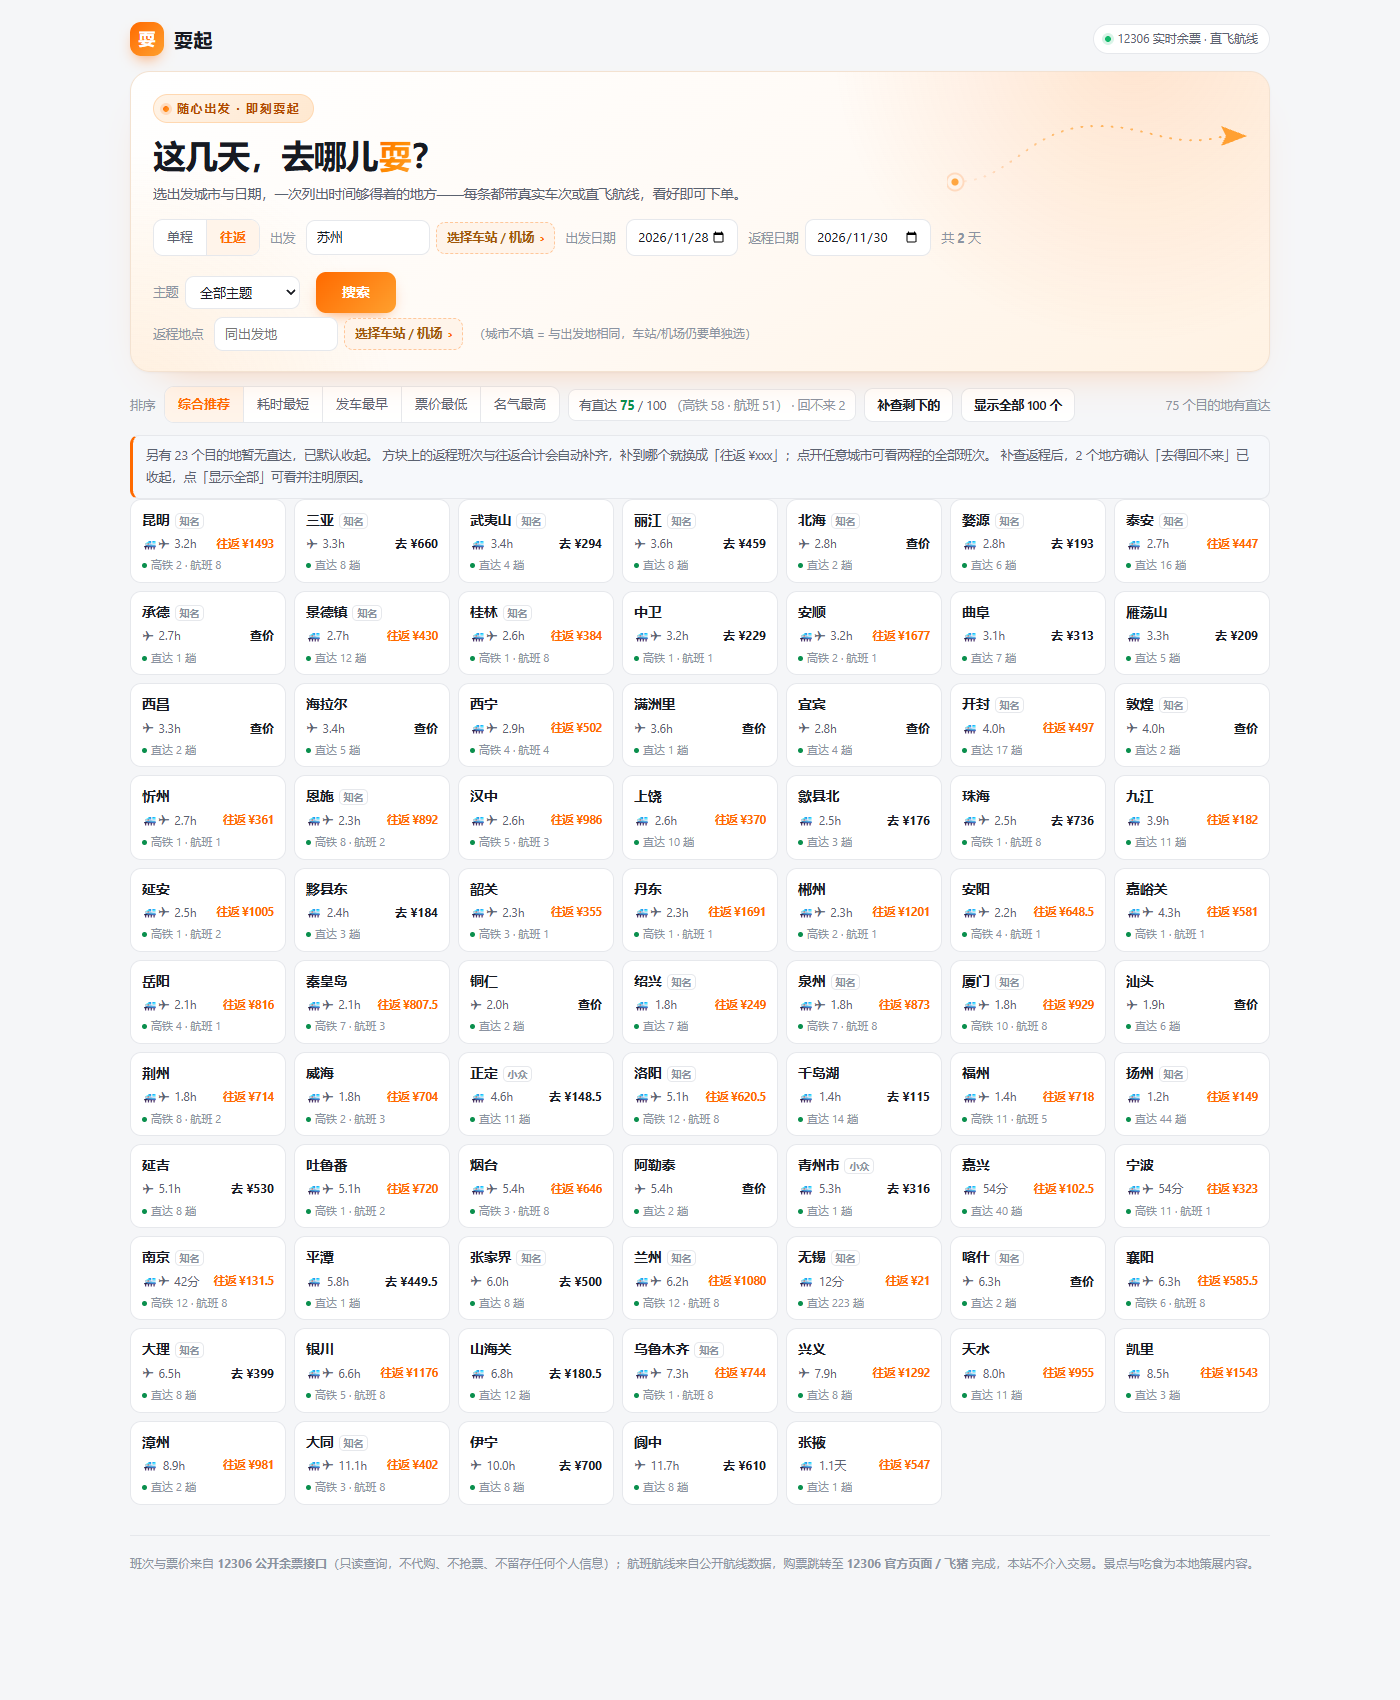 耍 耍起
12306 实时余票 · 直飞航线
随心出发 · 即刻耍起
这几天，去哪儿耍？
选出发城市与日期，一次列出时间够得着的地方——每条都带真实车次或直飞航线，看好即可下单。
单程 往返 出发 苏州 选择车站 / 机场 › 出发日期 2026/11/28 返程日期 2026/11/30 共 2 天
主题 全部主题 搜索
返程地点 同出发地 选择车站 / 机场 › （城市不填 = 与出发地相同，车站/机场仍要单独选）
排序 综合推荐 耗时最短 发车最早 票价最低 名气最高 有直达 75 / 100 （高铁 58 · 航班 51） · 回不来 2 补查剩下的 显示全部 100 个 75 个目的地有直达
另有 23 个目的地暂无直达，已默认收起。 方块上的返程班次与往返合计会自动补齐，补到哪个就换成「往返 ¥xxx」；点开任意城市可看两程的全部班次。 补查返程后，2 个地方确认「去得回不来」已
收起，点「显示全部」可看并注明原因。
昆明 知名 三亚 知名 武夷山 知名 丽江 知名 北海 知名 婺源 知名 泰安 知名
3.2h 往返 ¥1493 3.3h 去 ¥660 3.4h 去 ¥294 3.6h 去 ¥459 2.8h 查价 2.8h 去 ¥193 2.7h 往返 ¥447
高铁 2 · 航班 8 直达 8 趟 直达 4 趟 直达 8 趟 直达 2 趟 直达 6 趟 直达 16 趟
承德 知名 景德镇 知名 桂林 知名 中卫 安顺 曲阜 雁荡山
2.7h 查价 2.7h 往返 ¥430 2.6h 往返 ¥384 3.2h 去 ¥229 3.2h 往返 ¥1677 3.1h 去 ¥313 3.3h 去 ¥209
直达 1 趟 直达 12 趟 高铁 1 · 航班 8 高铁 1 · 航班 1 高铁 2 · 航班 1 直达 7 趟 直达 5 趟
西昌 海拉尔 西宁 满洲里 宜宾 开封 知名 敦煌 知名
3.3h 查价 3.4h 查价 2.9h 往返 ¥502 3.6h 查价 2.8h 查价 4.0h 往返 ¥497 4.0h 查价
直达 2 趟 直达 5 趟 高铁 4 · 航班 4 直达 1 趟 直达 4 趟 直达 17 趟 直达 2 趟
忻州 恩施 知名 汉中 上饶 歙县北 珠海 九江
2.7h 往返 ¥361 2.3h 往返 ¥892 2.6h 往返 ¥986 2.6h 往返 ¥370 2.5h 去 ¥176 2.5h 去 ¥736 3.9h 往返 ¥182
高铁 1 · 航班 1 高铁 8 · 航班 2 高铁 5 · 航班 3 直达 10 趟 直达 3 趟 高铁 1 · 航班 8 直达 11 趟
延安 黟县东 韶关 丹东 郴州 安阳 嘉峪关
2.5h 往返 ¥1005 2.4h 去 ¥184 2.3h 往返 ¥355 2.3h 往返 ¥1691 2.3h 往返 ¥1201 2.2h 往返 ¥648.5 4.3h 往返 ¥581
高铁 1 · 航班 2 直达 3 趟 高铁 3 · 航班 1 高铁 1 · 航班 1 高铁 2 · 航班 1 高铁 4 · 航班 1 高铁 1 · 航班 1
岳阳 秦皇岛 铜仁 绍兴 知名 泉州 知名 厦门 知名 汕头
2.1h 往返 ¥816 2.1h 往返 ¥807.5 2.0h 查价 1.8h 往返 ¥249 1.8h 往返 ¥873 1.8h 往返 ¥929 1.9h 查价
高铁 4 · 航班 1 高铁 7 · 航班 3 直达 2 趟 直达 7 趟 高铁 7 · 航班 8 高铁 10 · 航班 8 直达 6 趟
荆州 威海 正定 小众 洛阳 知名 千岛湖 福州 扬州 知名
1.8h 往返 ¥714 1.8h 往返 ¥704 4.6h 去 ¥148.5 5.1h 往返 ¥620.5 1.4h 去 ¥115 1.4h 往返 ¥718 1.2h 往返 ¥149
高铁 8 · 航班 2 高铁 2 · 航班 3 直达 11 趟 高铁 12 · 航班 8 直达 14 趟 高铁 11 · 航班 5 直达 44 趟
延吉 吐鲁番 烟台 阿勒泰 青州市 小众 嘉兴 宁波
5.1h 去 ¥530 5.1h 往返 ¥720 5.4h 往返 ¥646 5.4h 查价 5.3h 去 ¥316 54分 往返 ¥102.5 54分 往返 ¥323
直达 8 趟 高铁 1 · 航班 2 高铁 3 · 航班 8 直达 2 趟 直达 1 趟 直达 40 趟 高铁 11 · 航班 1
南京 知名 平潭 张家界 知名 兰州 知名 无锡 知名 喀什 知名 襄阳
42分 往返 ¥131.5 5.8h 去 ¥449.5 6.0h 去 ¥500 6.2h 往返 ¥1080 12分 往返 ¥21 6.3h 查价 6.3h 往返 ¥585.5
高铁 12 · 航班 8 直达 1 趟 直达 8 趟 高铁 12 · 航班 8 直达 223 趟 直达 2 趟 高铁 6 · 航班 8
大理 知名 银川 山海关 乌鲁木齐 知名 兴义 天水 凯里
6.5h 去 ¥399 6.6h 往返 ¥1176 6.8h 去 ¥180.5 7.3h 往返 ¥744 7.9h 往返 ¥1292 8.0h 往返 ¥955 8.5h 往返 ¥1543
直达 8 趟 高铁 5 · 航班 8 直达 12 趟 高铁 1 · 航班 8 直达 8 趟 直达 11 趟 直达 3 趟
漳州 大同 知名 伊宁 阆中 张掖
8.9h 往返 ¥981 11.1h 往返 ¥402 10.0h 去 ¥700 11.7h 去 ¥610 1.1天 往返 ¥547
直达 2 趟 高铁 3 · 航班 8 直达 8 趟 直达 8 趟 直达 1 趟
班次与票价来自 12306 公开余票接口（只读查询，不代购、不抢票、不留存任何个人信息）；航班航线来自公开航线数据，购票跳转至 12306 官方页面 / 飞猪 完成，本站不介入交易。景点与吃食为本地策展内容。